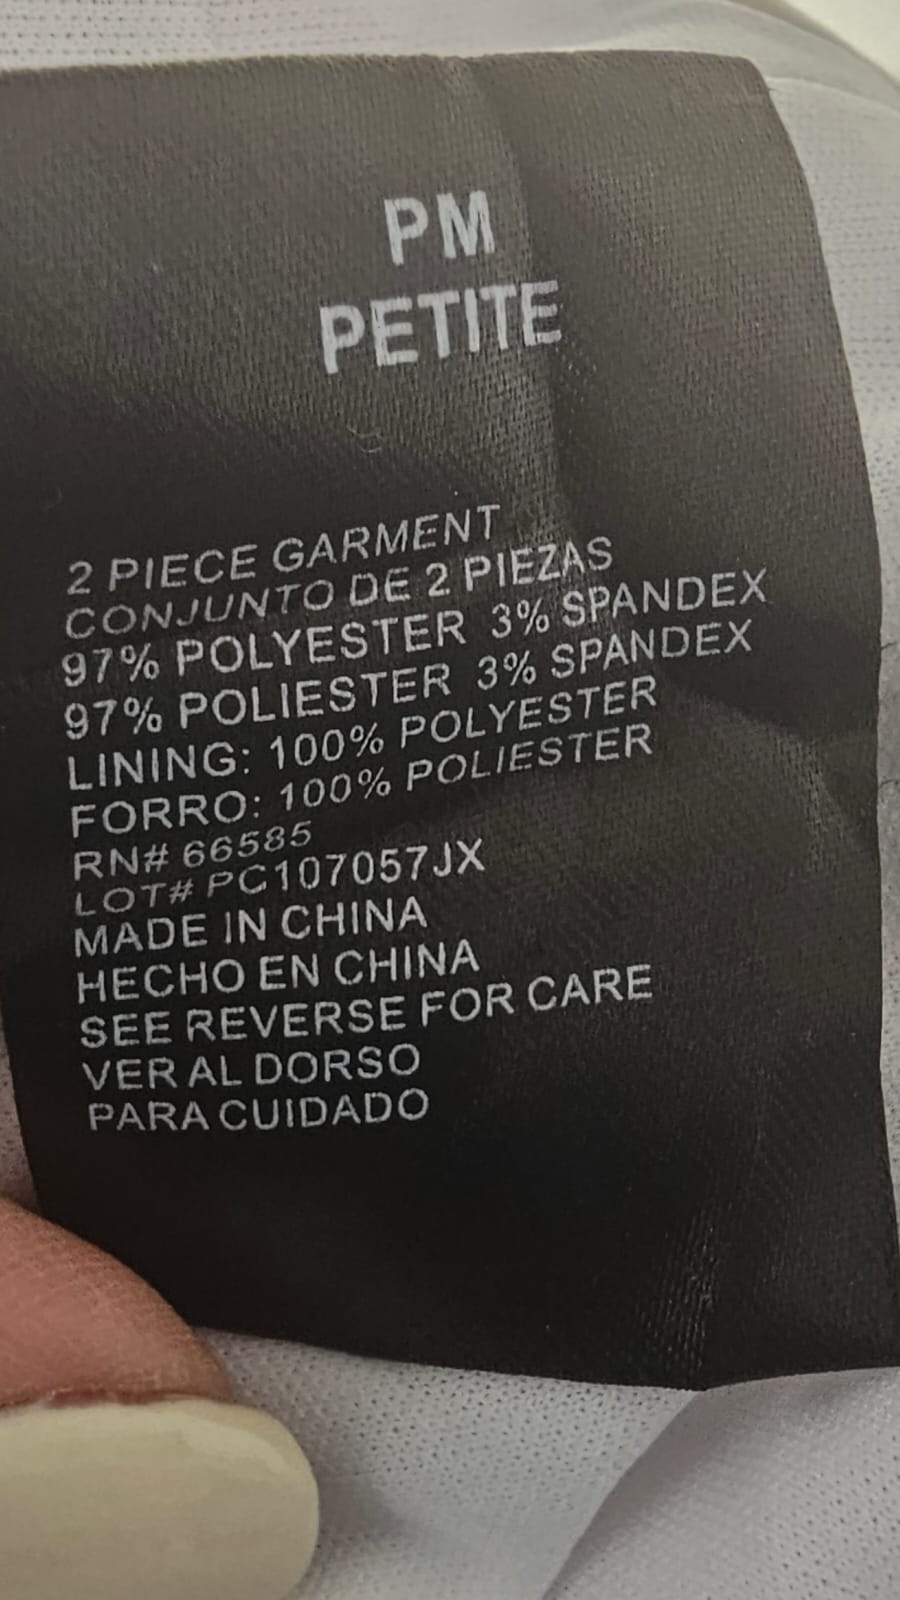 PM
PETITE
2 PIECE GARMENT
CONJUNTO DE 2 PIEZAS
97% POLYESTER 3% SPANDEX
97% POLIESTER 3% SPANDEX
LINING: 100% POLYESTER
FORRO: 100% POLIESTER
RN# 66585
LOT# PC107057JX
MADE IN CHINA
HECHO EN CHINA
SEE REVERSE FOR CARE
VER AL DORSO
PARA CUIDADO